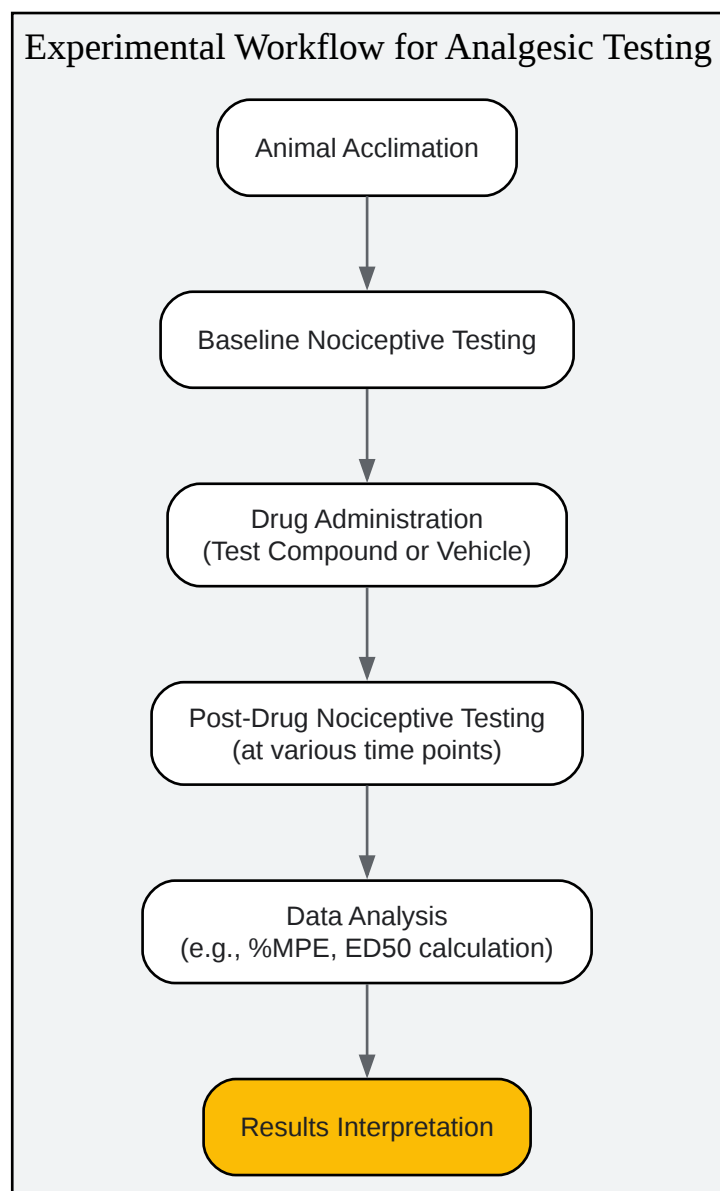 Experimental Workflow for Analgesic Testing
Animal Acclimation
Baseline Nociceptive Testing
Drug Administration
(Test Compound or Vehicle)
Post-Drug Nociceptive Testing
(at various time points)
Data Analysis
(e.g., %MPE, ED50 calculation)
Results Interpretation